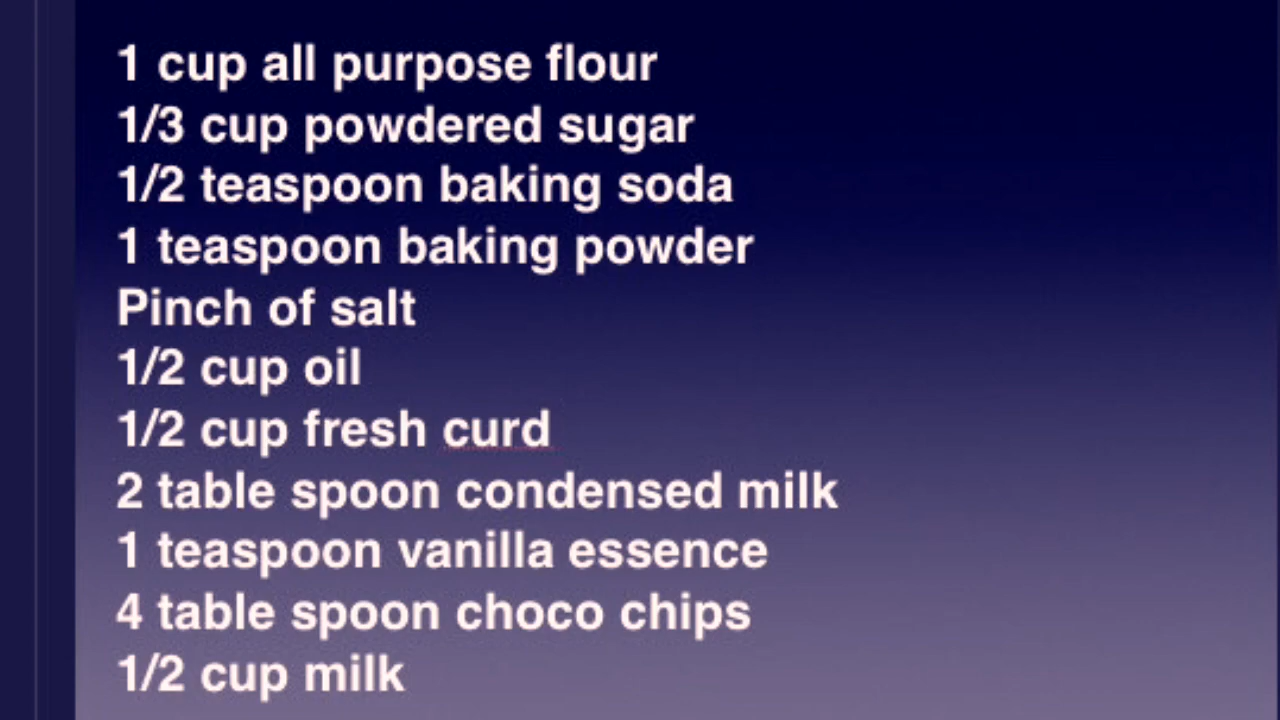 1 cup all purpose flour
1/3 cup powdered sugar
1/2 teaspoon baking soda
1 teaspoon baking powder
Pinch of salt
1/2 cup oil
1/2 cup fresh curd
2 table spoon condensed milk
1 teaspoon vanilla essence
4 table spoon choco chips
1/2 cup milk